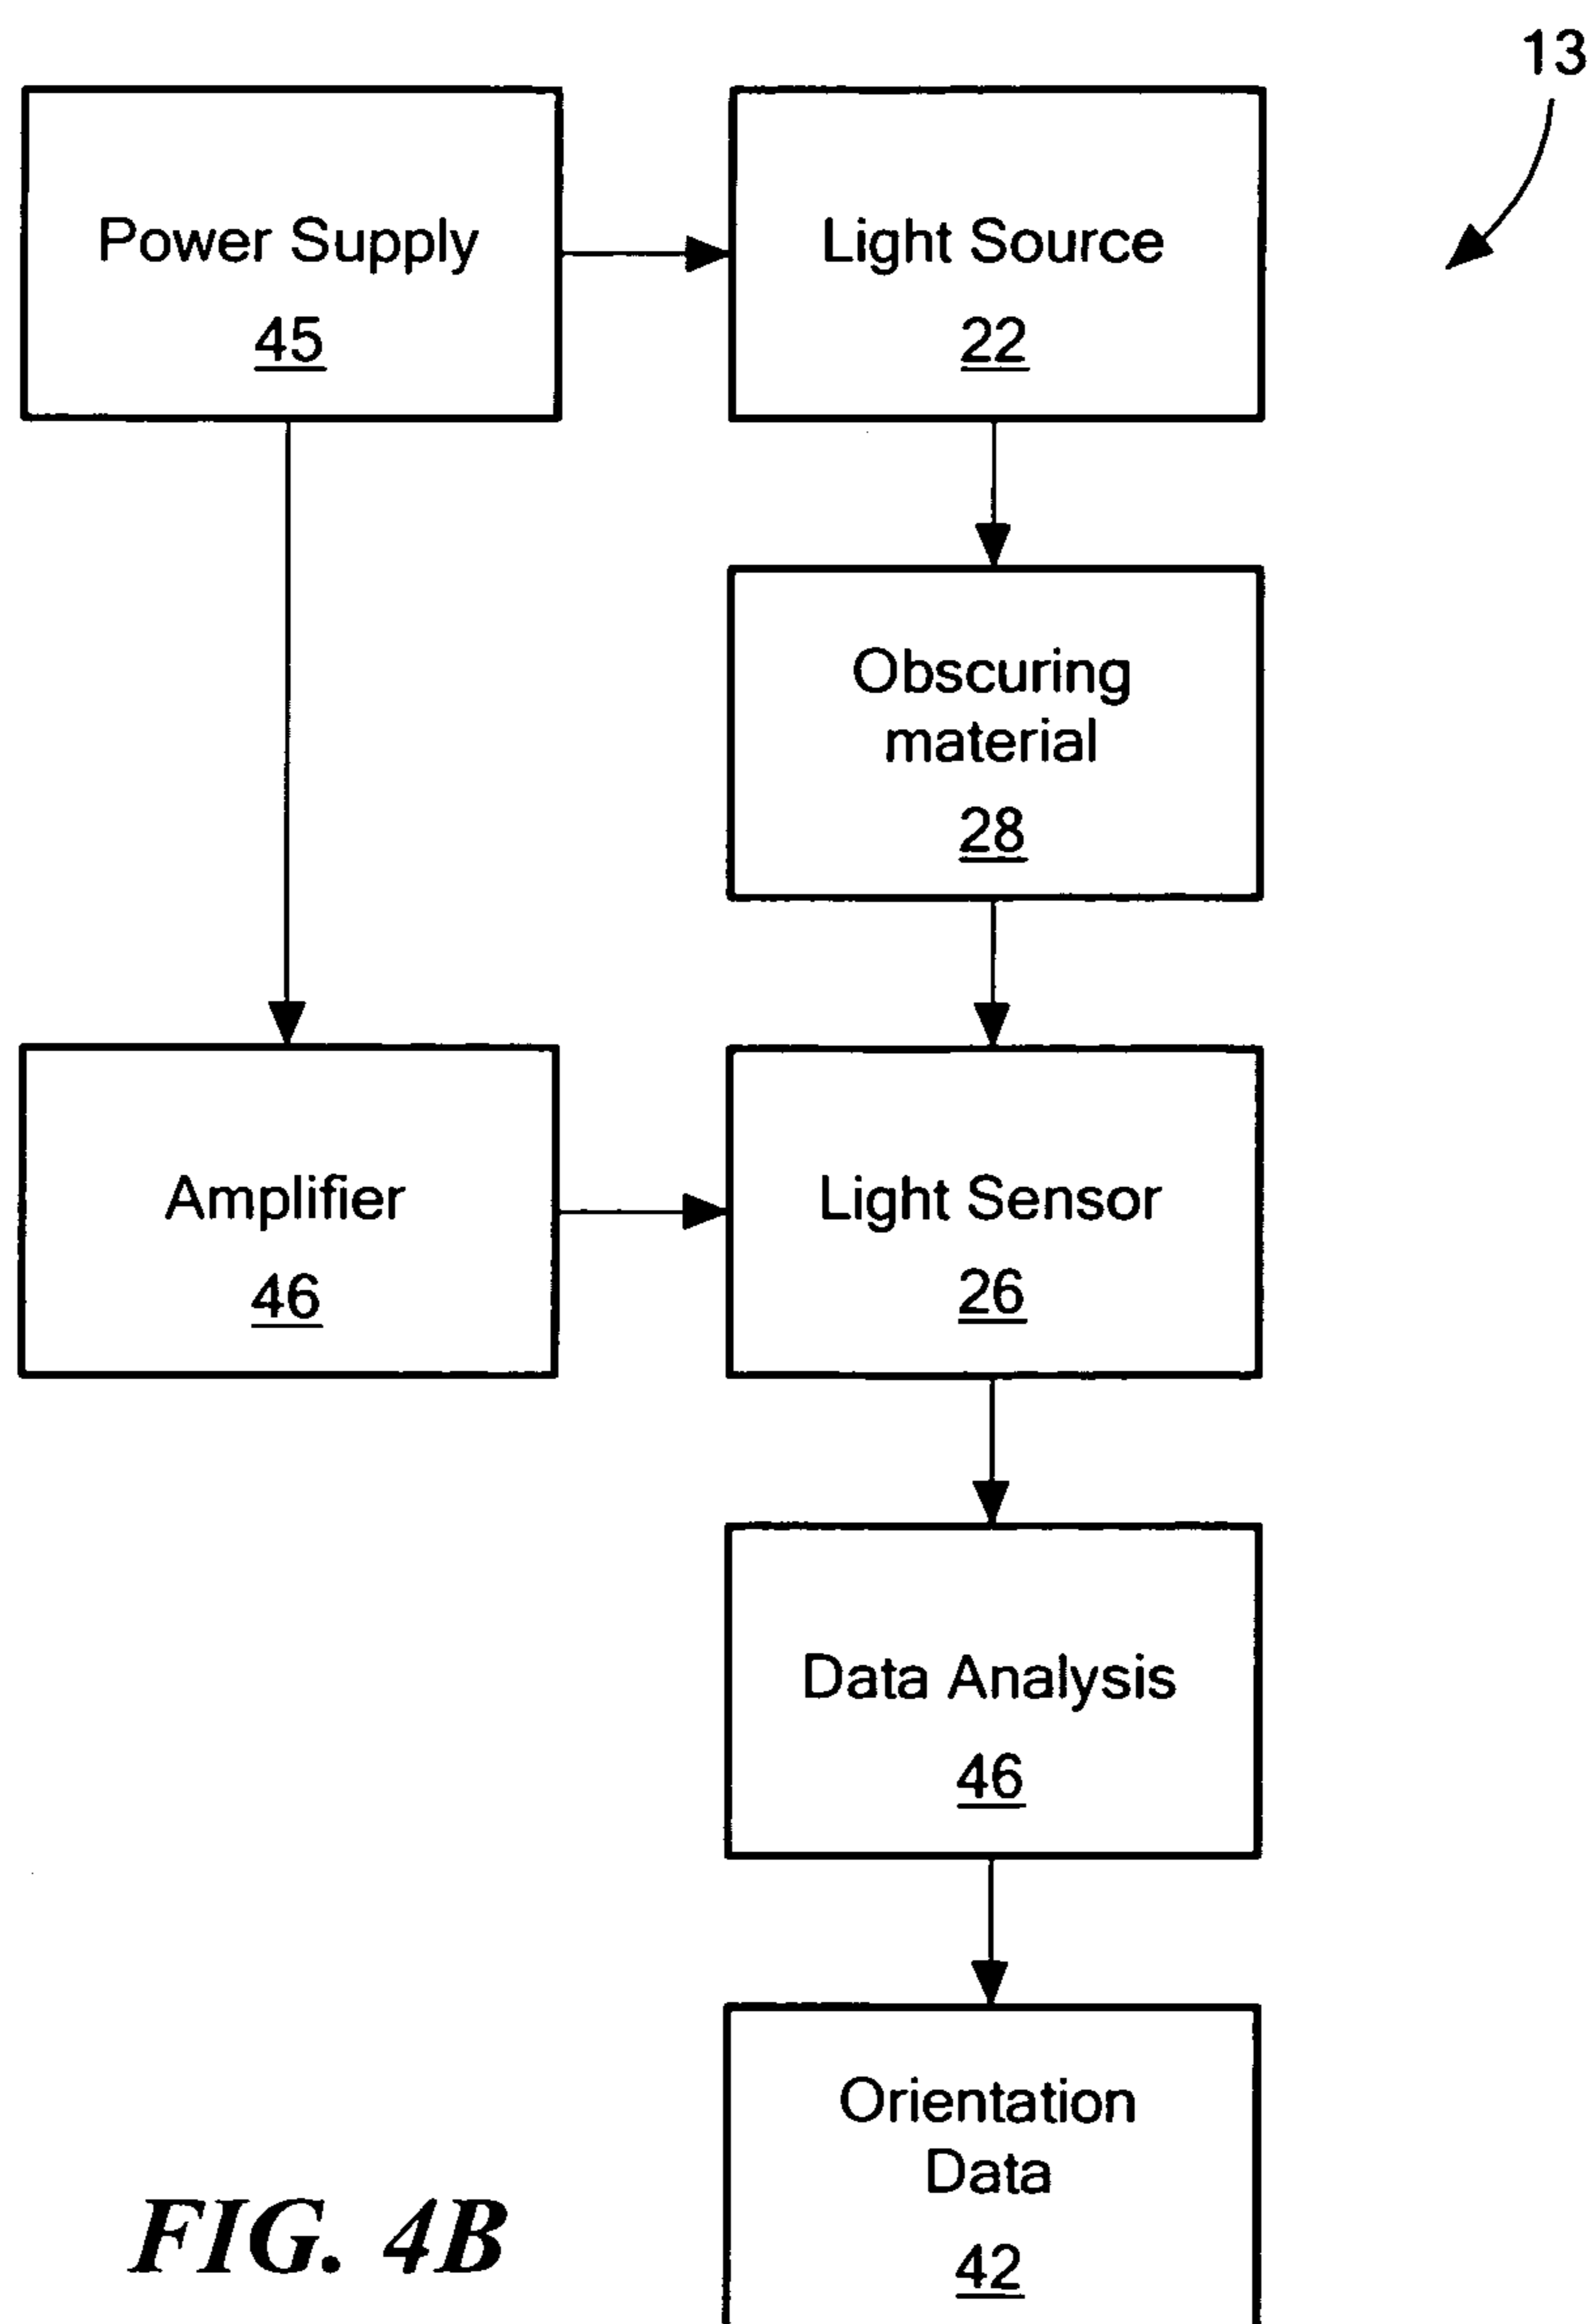 13
Power Supply
45
Light Source
22
Obscuring
material
28
Amplifier
46
Light Sensor
26
Data Analysis
46
Orientation
Data
42
FIG. 4B